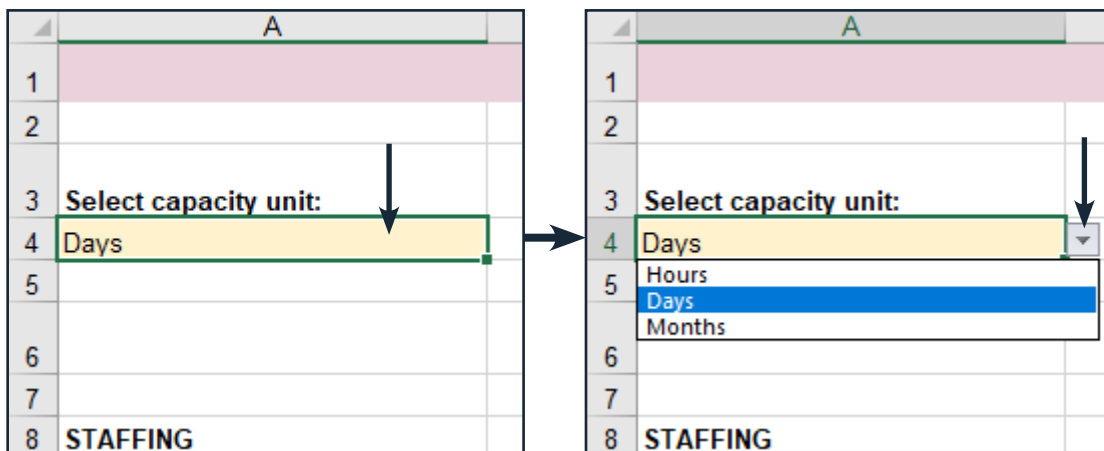 A
1
2
3 Select capacity unit:
4 Days
5
6
7
8 STAFFING
A
1
2
3 Select capacity unit:
4 Days
Hours
5
Days
Months
6
7
8 STAFFING